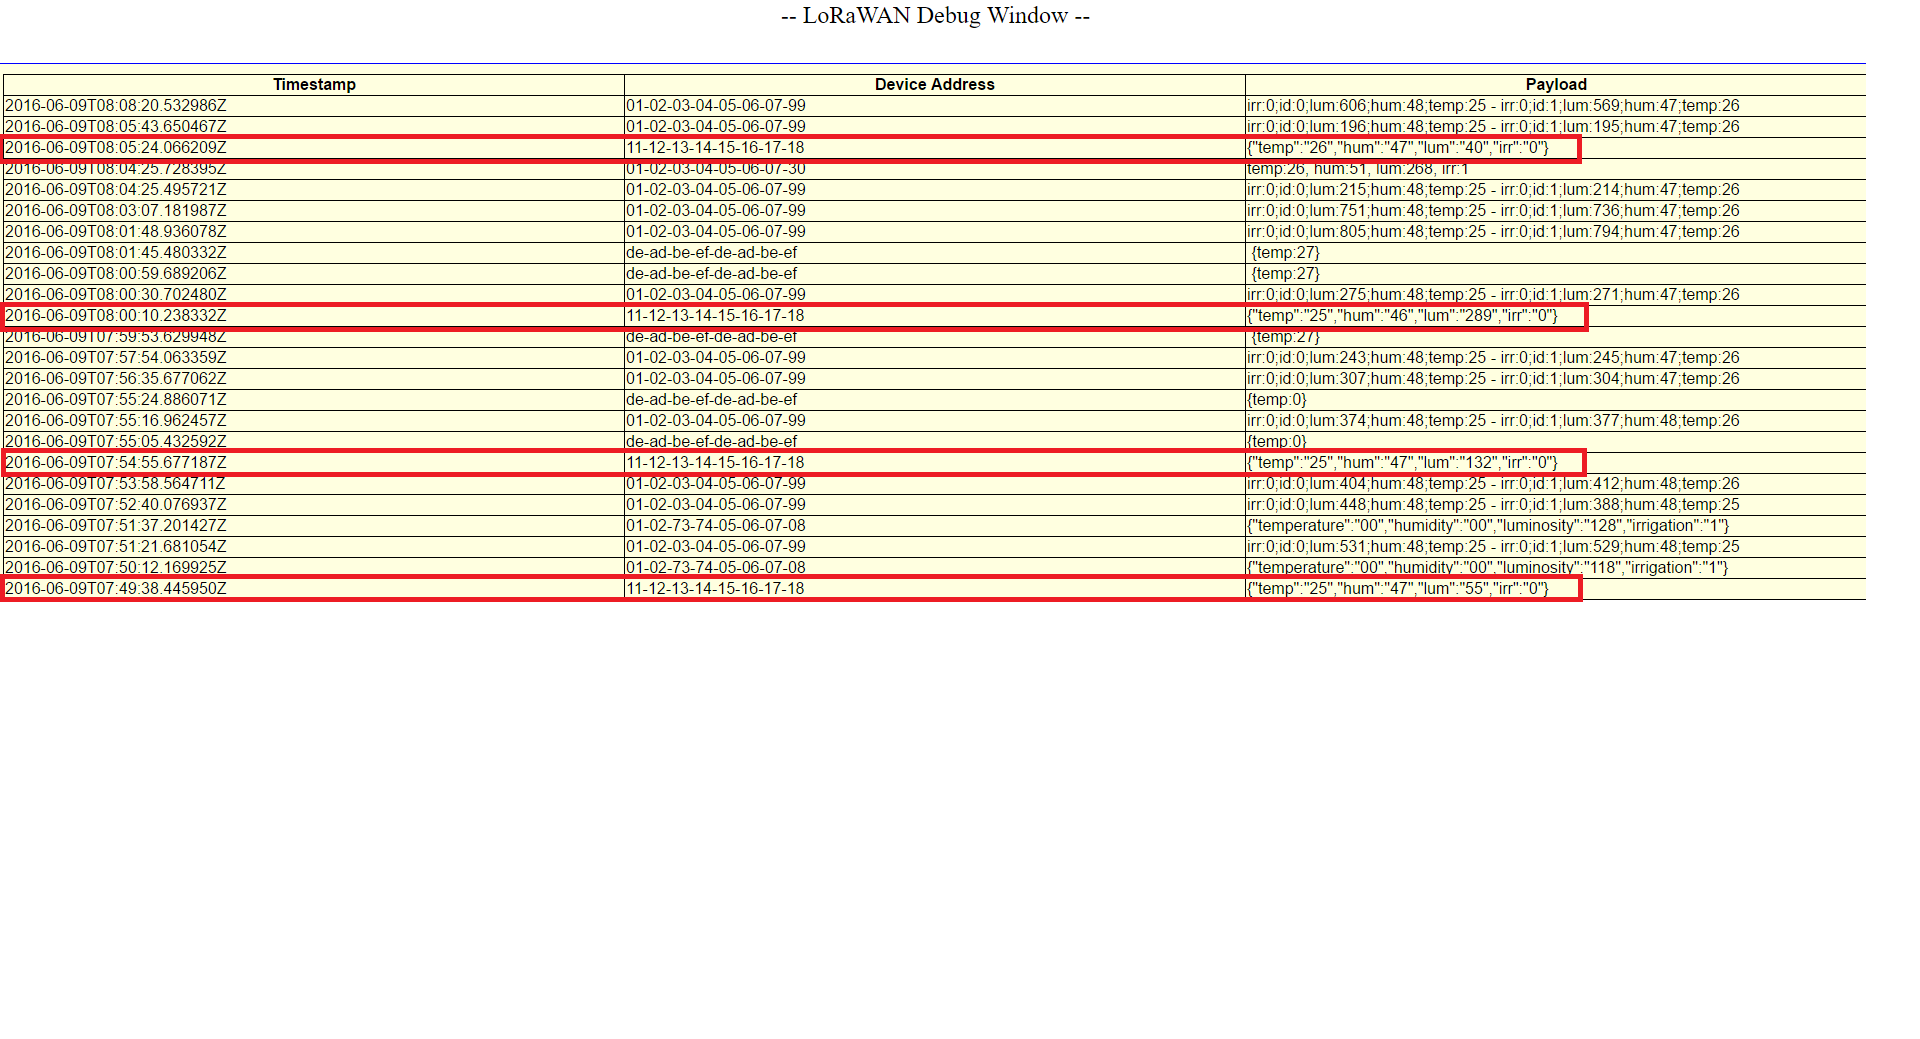 -- LoRaWAN Debug Window --
Timestamp Device Address Payload
2016-06-09T08:08:20.532986Z 01-02-03-04-05-06-07-99 irr:0;id:0;lum:606;hum:48;temp:25 - irr:0;id:1;lum:569;hum:47;temp:26
2016-06-09T08:05:43.650467Z 01-02-03-04-05-06-07-99 irr:0;id:0;lum:196;hum:48;temp:25 - irr:0;id:1;lum:195;hum:47;temp:26
2016-06-09T08:05:24.066209Z 11-12-13-14-15-16-17-18 {"temp":"26","hum":"47","lum":"40","irr":"0"}
2016-06-09T08:04:25.728395Z 01-02-03-04-05-06-07-30 temp:26, hum:51, lum:268, irr:1
2016-06-09T08:04:25.495721Z 01-02-03-04-05-06-07-99 irr:0;id:0;lum:215;hum:48;temp:25 - irr:0;id:1;lum:214;hum:47;temp:26
2016-06-09T08:03:07.181987Z 01-02-03-04-05-06-07-99 irr:0;id:0;lum:751;hum:48;temp:25 - irr:0;id:1;lum:736;hum:47;temp:26
2016-06-09T08:01:48.936078Z 01-02-03-04-05-06-07-99 irr:0;id:0;lum:805;hum:48;temp:25 - irr:0;id:1;lum:794;hum:47;temp:26
2016-06-09T08:01:45.480332Z de-ad-be-ef-de-ad-be-ef {temp:27}
2016-06-09T08:00:59.689206Z de-ad-be-ef-de-ad-be-ef {temp:27}
2016-06-09T08:00:30.702480Z 01-02-03-04-05-06-07-99 irr:0;id:0;lum:275;hum:48;temp:25 - irr:0;id:1;lum:271;hum:47;temp:26
2016-06-09T08:00:10.238332Z 11-12-13-14-15-16-17-18 {"temp":"25","hum":"46","lum":"289","irr":"0"}
2016-06-09T07:59:53.629948Z de-ad-be-ef-de-ad-be-ef {temp:27}
2016-06-09T07:57:54.063359Z 01-02-03-04-05-06-07-99 irr:0;id:0;lum:243;hum:48;temp:25 - irr:0;id:1;lum:245;hum:47;temp:26
2016-06-09T07:56:35.677062Z 01-02-03-04-05-06-07-99 irr:0;id:0;lum:307;hum:48;temp:25 - irr:0;id:1;lum:304;hum:47;temp:26
2016-06-09T07:55:24.886071Z de-ad-be-ef-de-ad-be-ef {temp:0}
2016-06-09T07:55:16.962457Z 01-02-03-04-05-06-07-99 irr:0;id:0;lum:374;hum:48;temp:25 - irr:0;id:1;lum:377;hum:48;temp:26
2016-06-09T07:55:05.432592Z de-ad-be-ef-de-ad-be-ef {temp:0}
2016-06-09T07:54:55.677187Z 11-12-13-14-15-16-17-18 {"temp":"25","hum":"47","lum":"132","irr":"0"}
2016-06-09T07:53:58.564711Z 01-02-03-04-05-06-07-99 irr:0;id:0;lum:404;hum:48;temp:25 - irr:0;id:1;lum:412;hum:48;temp:26
2016-06-09T07:52:40.076937Z 01-02-03-04-05-06-07-99 irr:0;id:0;lum:448;hum:48;temp:25 - irr:0;id:1;lum:388;hum:48;temp:25
2016-06-09T07:51:37.201427Z 01-02-73-74-05-06-07-08 {"temperature":"00","humidity":"00","luminosity":"128","irrigation":"1"}
2016-06-09T07:51:21.681054Z 01-02-03-04-05-06-07-99 irr:0;id:0;lum:531;hum:48;temp:25 - irr:0;id:1;lum:529;hum:48;temp:25
2016-06-09T07:50:12.169925Z 01-02-73-74-05-06-07-08 {"temperature":"00","humidity":"00","luminosity":"118","irrigation":"1"}
2016-06-09T07:49:38.445950Z 11-12-13-14-15-16-17-18 {"temp":"25","hum":"47","lum":"55","irr":"0"}